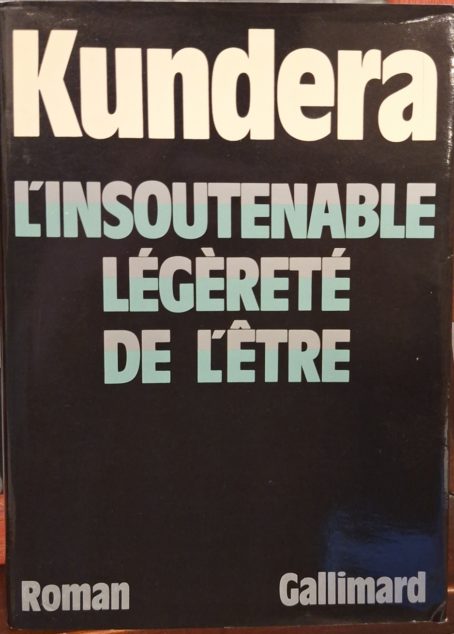 Kundera
L'INSOUTENABLE
LÉGÈRETÉ
DE L'ÊTRE
Roman
Gallimard